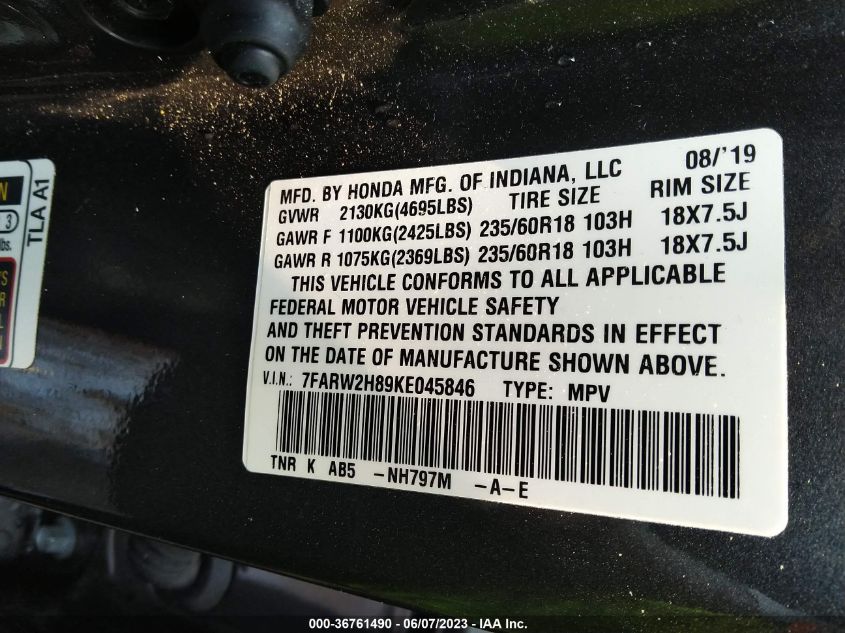 MFD. BY HONDA MFG. OF INDIANA, LLC 08/'19
GVWR 2130KG(4695LBS) TIRE SIZE RIM SIZE
GAWR F 1100KG(2425LBS) 235/60R18 103H 18X7.5J
GAWR R 1075KG(2369LBS) 235/60R18 103H 18X7.5J
THIS VEHICLE CONFORMS TO ALL APPLICABLE
FEDERAL MOTOR VEHICLE SAFETY
AND THEFT PREVENTION STANDARDS IN EFFECT
ON THE DATE OF MANUFACTURE SHOWN ABOVE.
V.I.N.: 7FARW2H89KE045846 TYPE: MPV
TNR K AB5 -NH797M -A-E
TLA A1
3
lbs.
000-36761490 - 06/07/2023 - IAA Inc.